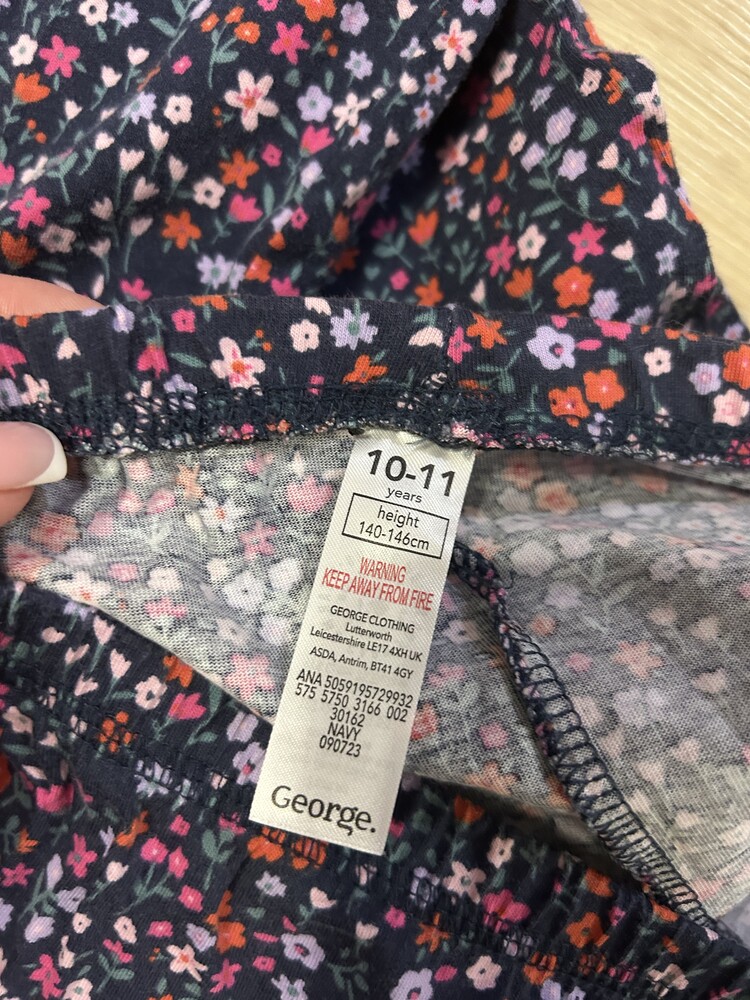 10-11
years
height
140-146cm
WARNING
KEEP AWAY FROM FIRE
GEORGE CLOTHING
Lutterworth
Leicestershire LE17 4XH UK
ASDA, Antrim, BT41 4GY
ANA 5059195729932
575 5750 3166 002
30162
NAVY
090723
George.